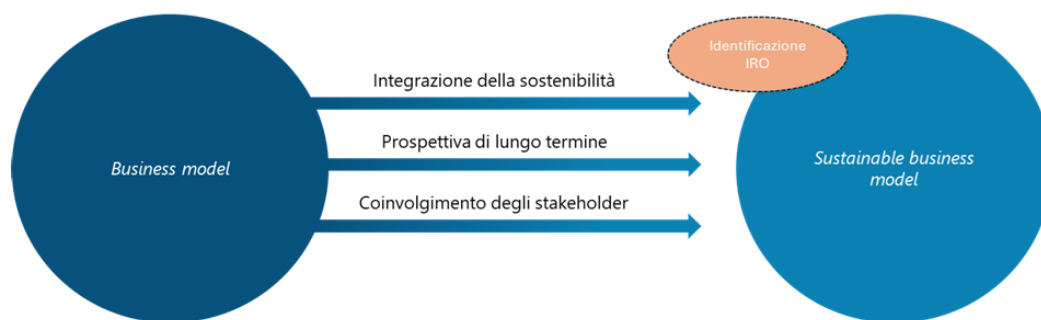 Identificazione
IRO
Integrazione della sostenibilità
Prospettiva di lungo termine
Business model
Sustainable business
model
Coinvolgimento degli stakeholder